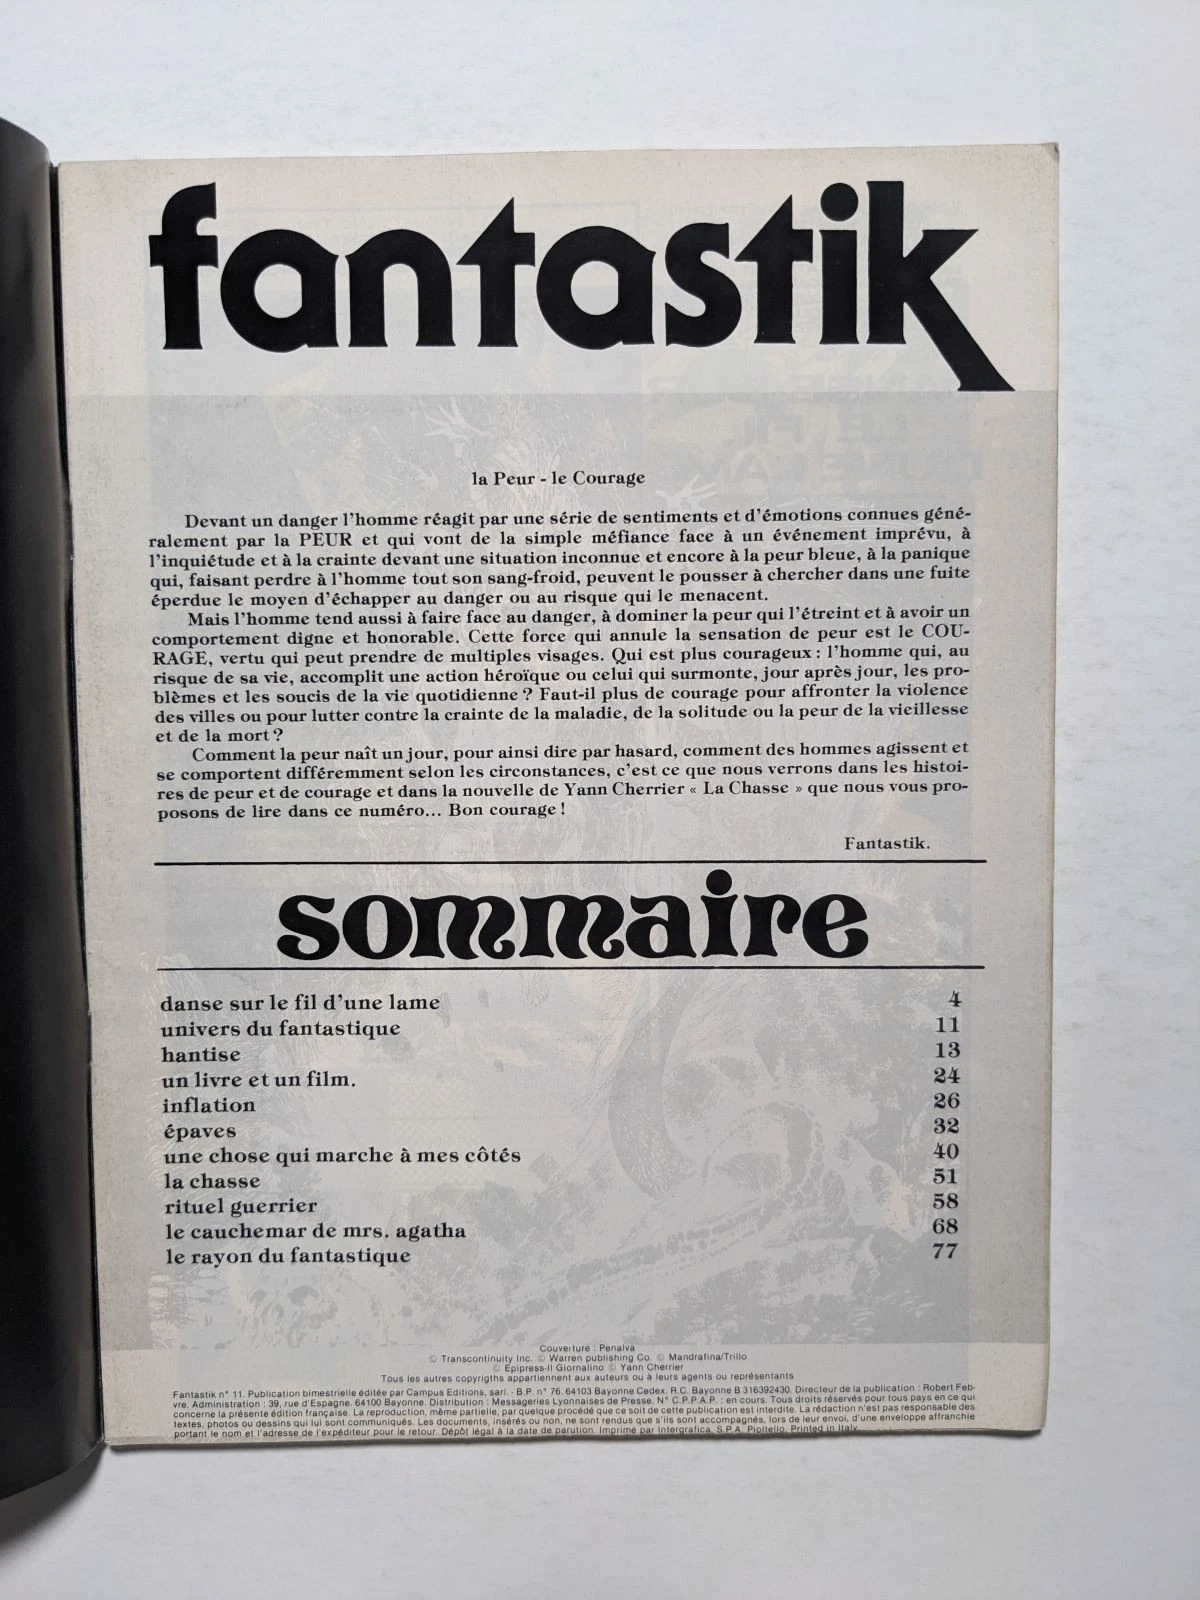 fantastik
la Peur - le Courage
Devant un danger l'homme réagit par une série de sentiments et d'émotions connues géné-
ralement par la PEUR et qui vont de la simple méfiance face à un événement imprévu, à
l'inquiétude et à la crainte devant une situation inconnue et encore à la peur bleue, à la panique
qui, faisant perdre à l'homme tout son sang-froid, peuvent le pousser à chercher dans une fuite
éperdue le moyen d'échapper au danger ou au risque qui le menacent.
Mais l'homme tend aussi à faire face au danger, à dominer la peur qui l'étreint et à avoir un
comportement digne et honorable. Cette force qui annule la sensation de peur est le COU-
RAGE, vertu qui peut prendre de multiples visages. Qui est plus courageux : l'homme qui, au
risque de sa vie, accomplit une action héroïque ou celui qui surmonte, jour après jour, les pro-
blèmes et les soucis de la vie quotidienne ? Faut-il plus de courage pour affronter la violence
des villes ou pour lutter contre la crainte de la maladie, de la solitude ou la peur de la vieillesse
et de la mort ?
Comment la peur naît un jour, pour ainsi dire par hasard, comment des hommes agissent et
se comportent différemment selon les circonstances, c'est ce que nous verrons dans les histoi-
res de peur et de courage et dans la nouvelle de Yann Cherrier « La Chasse » que nous vous pro-
posons de lire dans ce numéro... Bon courage !
Fantastik.
sommaire
danse sur le fil d'une lame 4
univers du fantastique 11
hantise 13
un livre et un film. 24
inflation 26
épaves 32
une chose qui marche à mes côtés 40
la chasse 51
rituel guerrier 58
le cauchemar de mrs. agatha 68
le rayon du fantastique 77
Couverture : Penalva
© Transcontinuity Inc. © Warren publishing Co. © Mandrafina/Trillo
© Epipress-Il Giornalino © Yann Cherrier
Tous les autres copyrigths appartiennent aux auteurs ou à leurs agents ou représentants
Fantastik n° 11. Publication bimestrielle éditée par Campus Editions, sarl. - B.P. n° 76. 64103 Bayonne Cedex. R.C. Bayonne B 316392430. Directeur de la publication : Robert Feb-
vre. Administration : 39, rue d'Espagne. 64100 Bayonne. Distribution : Messageries Lyonnaises de Presse. N° C.P.P.A.P. : en cours. Tous droits réservés pour tous pays en ce qui
concerne la présente édition française. La reproduction, même partielle, par quelque procédé que ce soit de cette publication est interdite. La rédaction n'est pas responsable des
textes, photos ou dessins qui lui sont communiqués. Les documents, insérés ou non, ne sont rendus que s'ils sont accompagnés, lors de leur envoi, d'une enveloppe affranchie
portant le nom et l'adresse de l'expéditeur pour le retour. Dépôt légal à la date de parution. Imprimé par Intergrafica. S.P.A. Pioltello. Printed in Italy.